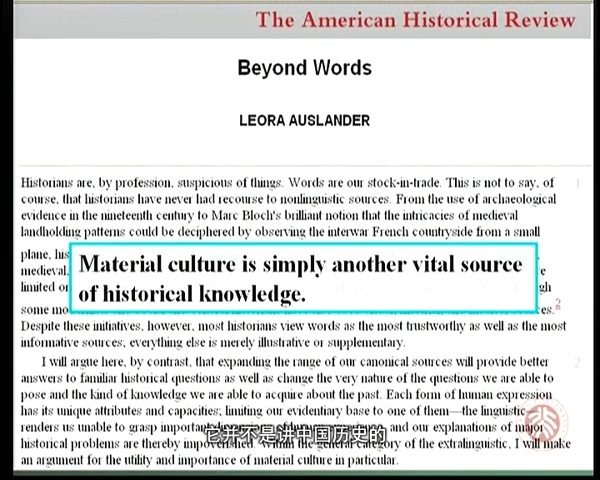 The American Historical Review
Beyond Words
LEORA AUSLANDER
Historians are, by profession, suspicious of things. Words are our stock-in-trade. This is not to say, of
1
course, that historians have never had recourse to nonlinguistic sources. From the use of archaeological
evidence in the nineteenth century to Marc Bloch's brilliant notion that the intricacies of medieval
landholding patterns could be deciphered by observing the interwar French countryside from a small
plane, his
medieval,
limited or
some mo
Material culture is simply another vital source
of historical knowledge.
e
gh
ces.2
Despite these initiatives, however, most historians view words as the most trustworthy as well as the most
informative sources; everything else is merely illustrative or supplementary.
I will argue here, by contrast, that expanding the range of our canonical sources will provide better
2
answers to familiar historical questions as well as change the very nature of the questions we are able to
pose and the kind of knowledge we are able to acquire about the past. Each form of human expression
has its unique attributes and capacities; limiting our evidentiary base to one of them—the linguistic
renders us unable to grasp and our explanations of major
historical problems are thereby category of the extralinguistic, I will make
它并不是讲中国历史的
an argument for the utility and importance of material culture in particular.